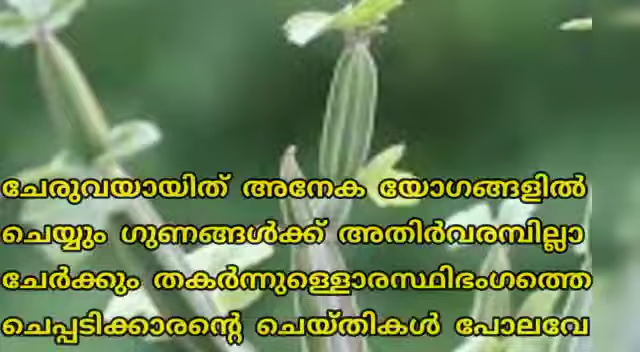 ചേരുവയായിത് അനേക യോഗങ്ങളിൽ
ചെയ്യും ഗുണങ്ങൾക്ക് അതിർവരമ്പില്ലാ
ചേർക്കും തകർന്നുള്ളൊരസ്ഥിഭംഗത്തെ
ചെപ്പടിക്കാരന്റെ ചെയ്തികൾ പോലവേ